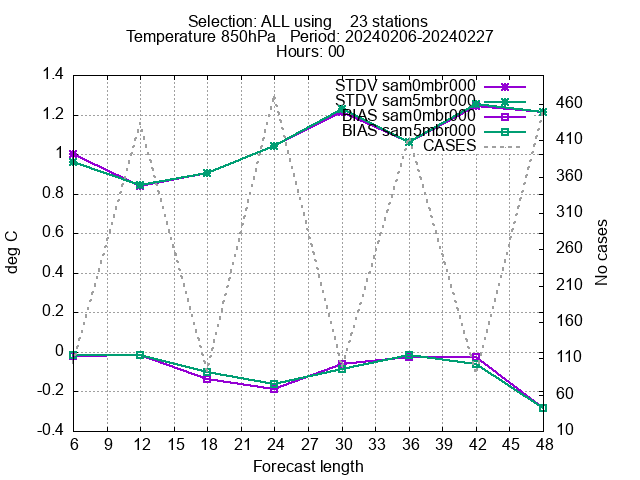 Selection: ALL using    23 stations
Temperature 850hPa   Period: 20240206-20240227
Hours: 00
STDV sam0mbr000
STDV sam5mbr000
BIAS sam0mbr000
BIAS sam5mbr000
CASES
deg C
1.4
1.2
1
0.8
0.6
0.4
0.2
0
-0.2
-0.4
460
410
360
310
260
210
160
110
60
10
No cases
6 9 12 15 18 21 24 27 30 33 36 39 42 45 48
Forecast length